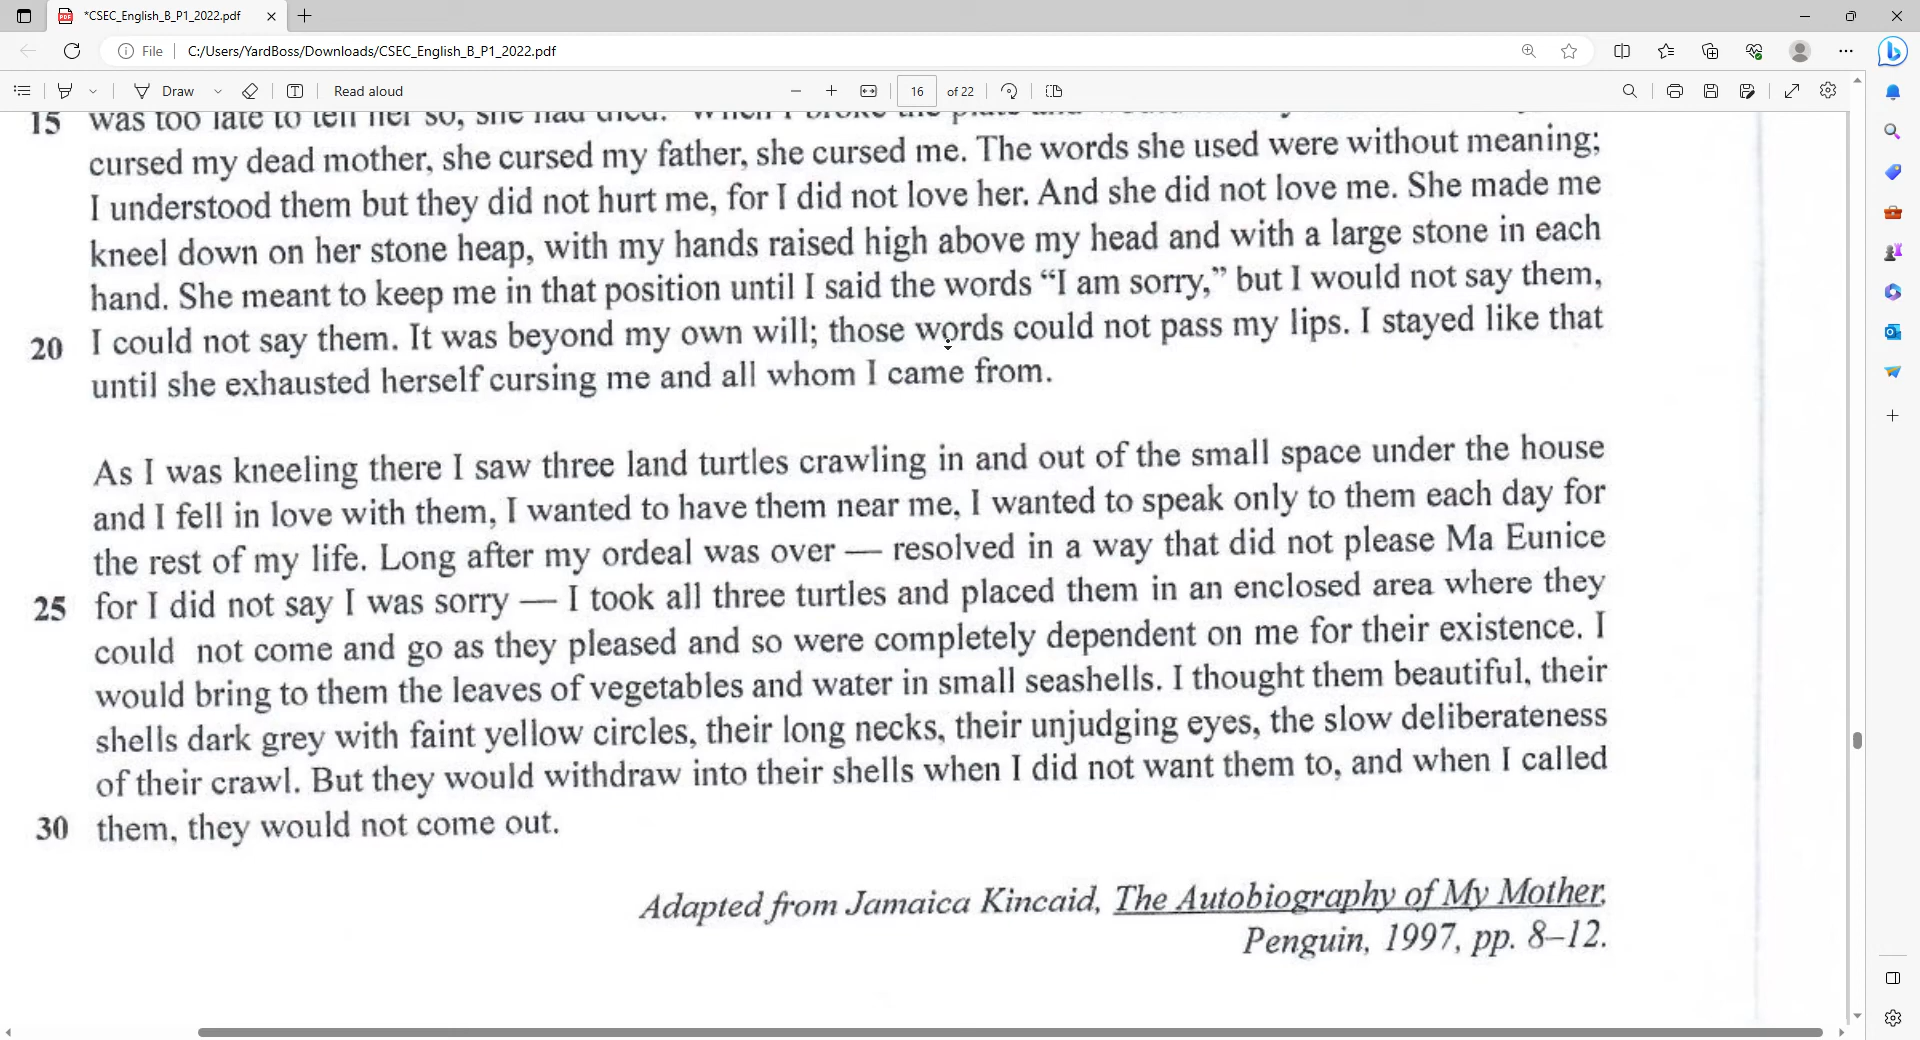 *CSEC_English_B_P1_2022.pdf
File C:/Users/YardBoss/Downloads/CSEC_English_B_P1_2022.pdf
Draw Read aloud 16 of 22
15 was too late to tell her so, she had died. When I broke the
cursed my dead mother, she cursed my father, she cursed me. The words she used were without meaning;
I understood them but they did not hurt me, for I did not love her. And she did not love me. She made me
kneel down on her stone heap, with my hands raised high above my head and with a large stone in each
hand. She meant to keep me in that position until I said the words “I am sorry,” but I would not say them,
20 I could not say them. It was beyond my own will; those words could not pass my lips. I stayed like that
until she exhausted herself cursing me and all whom I came from.
As I was kneeling there I saw three land turtles crawling in and out of the small space under the house
and I fell in love with them, I wanted to have them near me, I wanted to speak only to them each day for
the rest of my life. Long after my ordeal was over — resolved in a way that did not please Ma Eunice
25 for I did not say I was sorry — I took all three turtles and placed them in an enclosed area where they
could not come and go as they pleased and so were completely dependent on me for their existence. I
would bring to them the leaves of vegetables and water in small seashells. I thought them beautiful, their
shells dark grey with faint yellow circles, their long necks, their unjudging eyes, the slow deliberateness
of their crawl. But they would withdraw into their shells when I did not want them to, and when I called
30 them, they would not come out.
Adapted from Jamaica Kincaid, The Autobiography of My Mother,
Penguin, 1997, pp. 8–12.